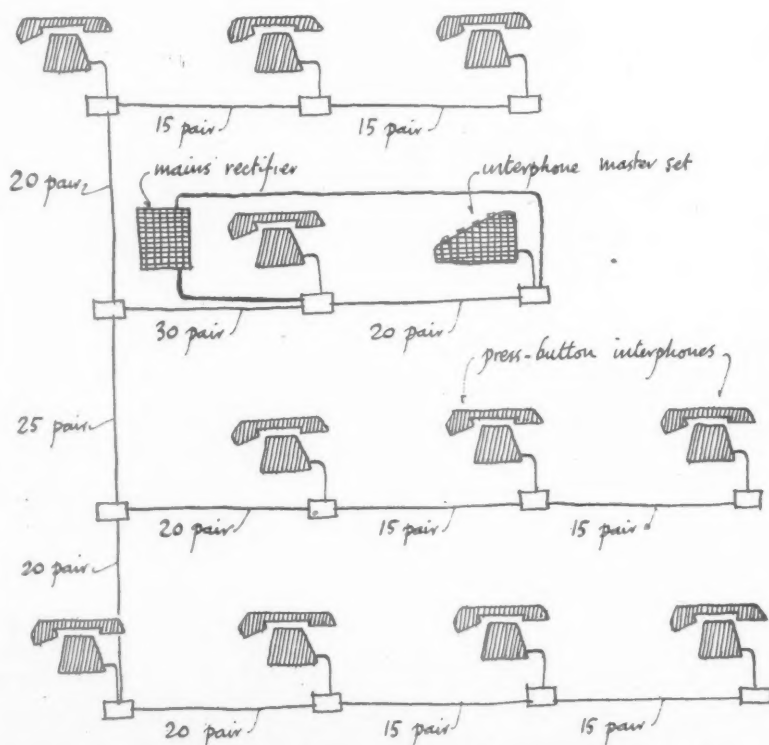 15 pair
15 pair
20 pair
mains rectifier
interphone master set
30 pair
20 pair
press-button interphones
25 pair
20 pair
15 pair
15 pair
20 pair
20 pair
15 pair
15 pair